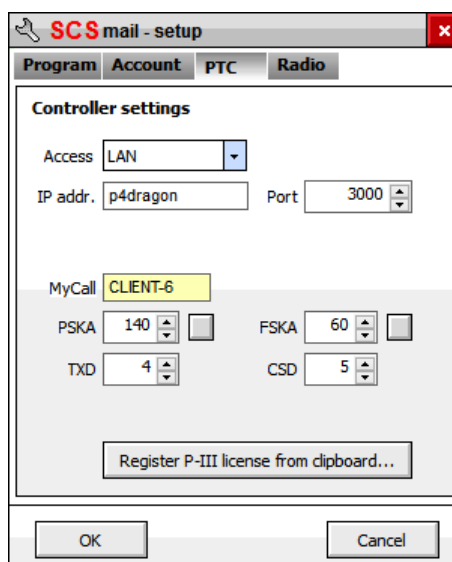 SCS mail - setup
Program Account PTC Radio
Controller settings
Access LAN
IP addr. p4dragon Port 3000
MyCall CLIENT-6
PSKA 140 FSKA 60
TXD 4 CSD 5
Register P-III license from clipboard...
OK Cancel